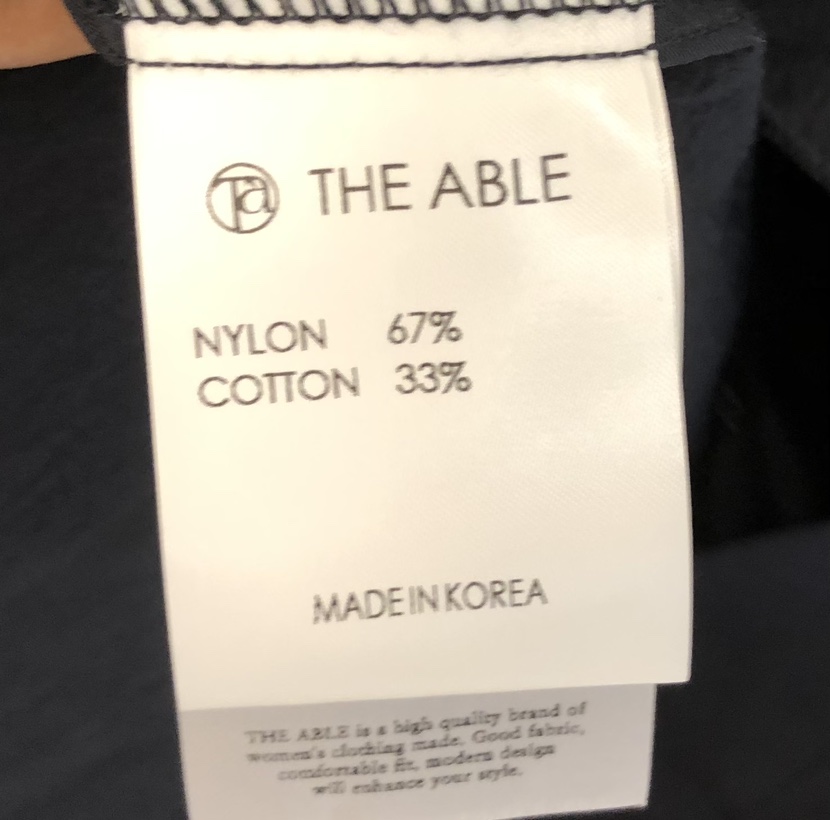 Ta THE ABLE
NYLON 67%
COTTON 33%
MADE IN KOREA
THE ABLE is a high quality brand of
women's clothing made. Good fabric,
comfortable fit, modern design
will enhance your style.